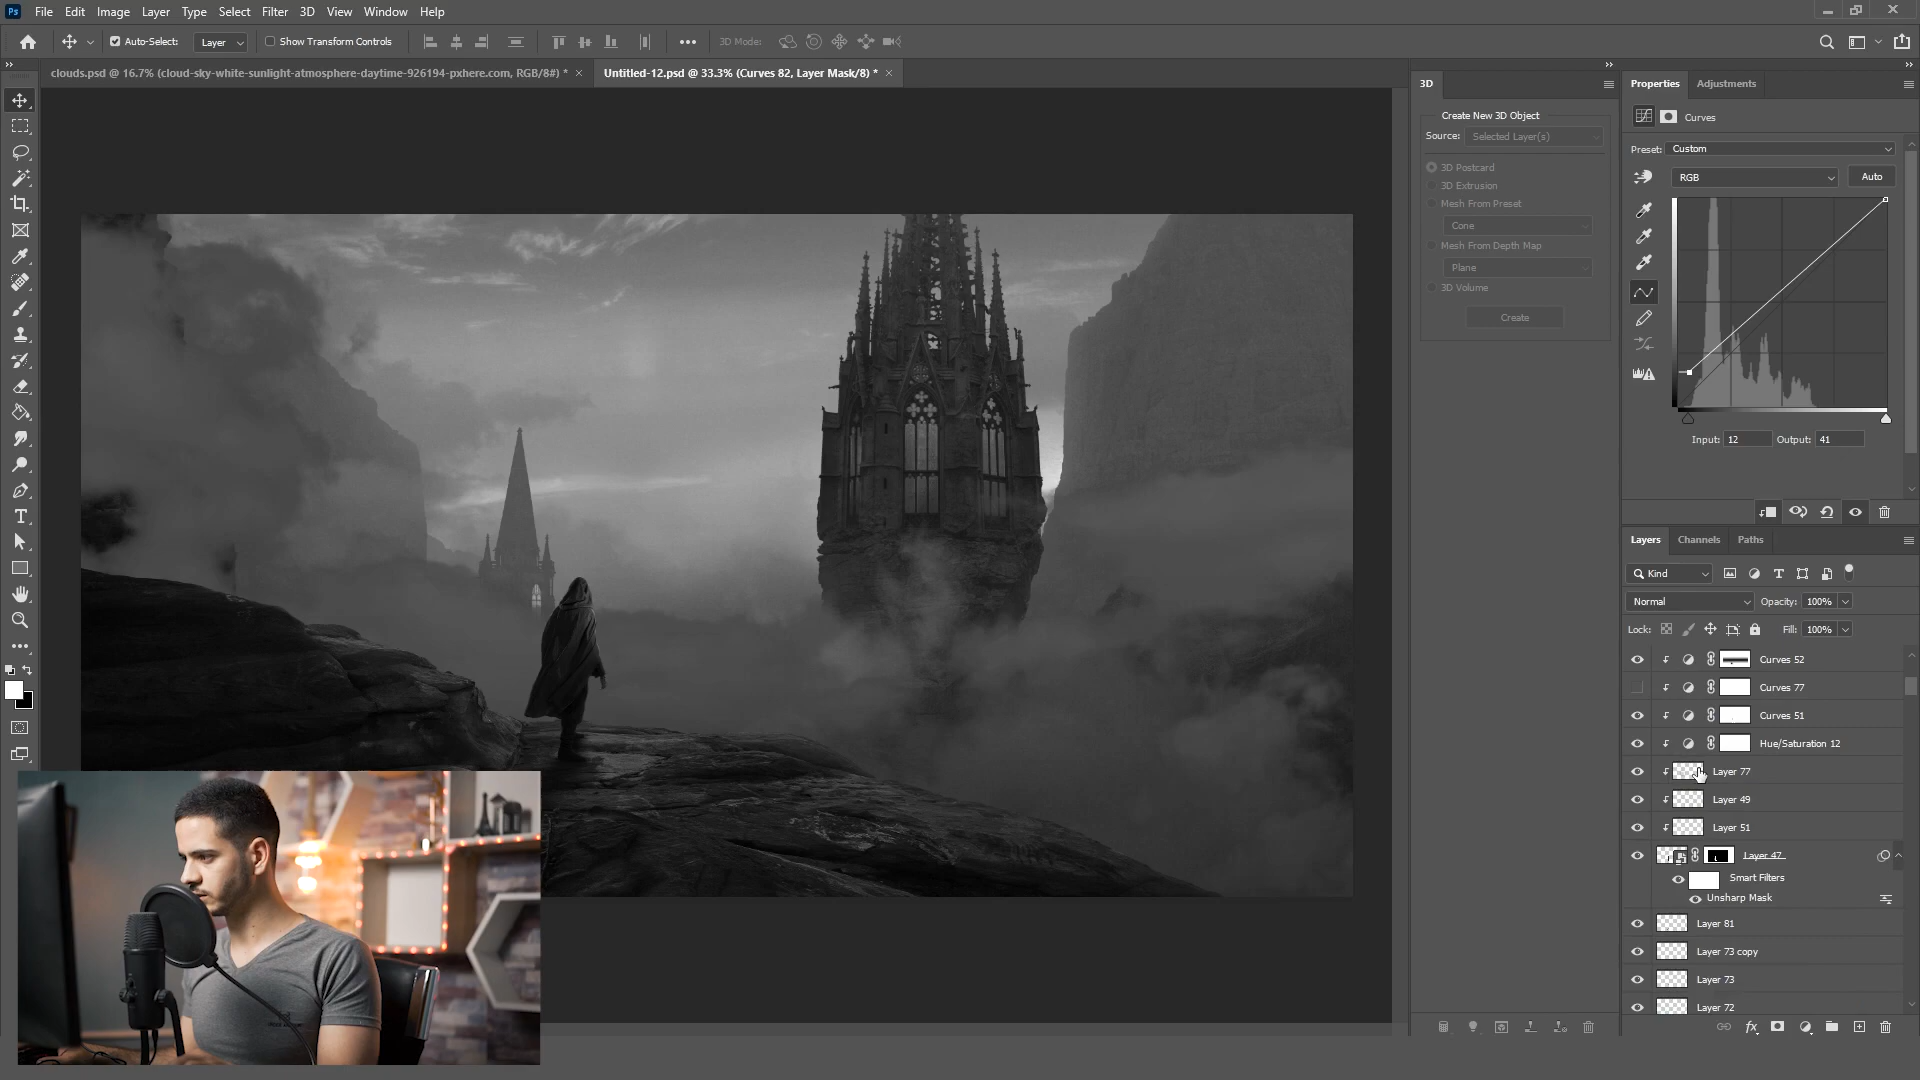 Ps File Edit Image Layer Type Select Filter 3D View Window Help
Auto-Select: Layer Show Transform Controls 3D Mode:
clouds.psd @ 16.7% (cloud-sky-white-sunlight-atmosphere-daytime-926194-pxhere.com, RGB/8#) * Untitled-12.psd @ 33.3% (Curves 82, Layer Mask/8) *
3D
Create New 3D Object
Source: Selected Layer(s)
3D Postcard
3D Extrusion
Mesh From Preset
Cone
Mesh From Depth Map
Plane
3D Volume
Create
Properties Adjustments
Curves
Preset: Custom
RGB Auto
Input: 12 Output: 41
Layers Channels Paths
Kind
Normal Opacity: 100%
Lock: Fill: 100%
Curves 52
Curves 77
Curves 51
Hue/Saturation 12
Layer 77
Layer 49
Layer 51
Layer 47
Smart Filters
Unsharp Mask
Layer 81
Layer 73 copy
Layer 73
Layer 72